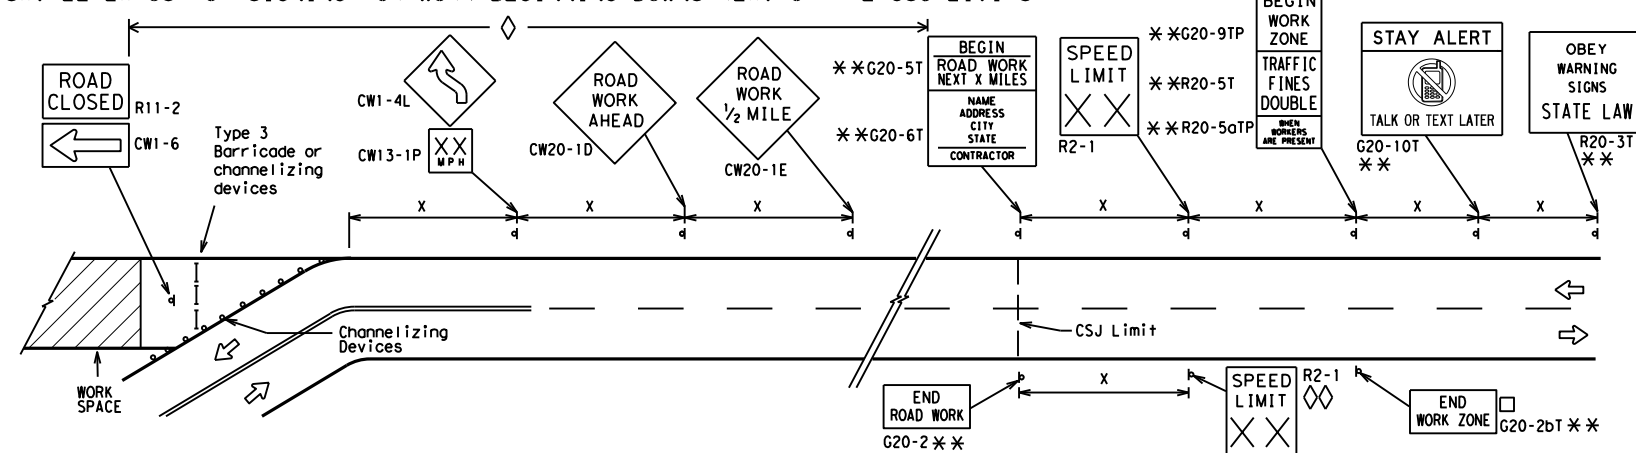 ROAD
CLOSED
R11-2
CW1-6
Type 3
Barricade or
channelizing
devices
CW1-4L
XX
MPH
CW13-1P
ROAD
WORK
AHEAD
CW20-1D
ROAD
WORK
1/2 MILE
CW20-1E
* *G20-5T
* *G20-6T
BEGIN
ROAD WORK
NEXT X MILES
NAME
ADDRESS
CITY
STATE
CONTRACTOR
SPEED
LIMIT
X X
R2-1
* *G20-9TP
* *R20-5T
* *R20-5aTP
BEGIN
WORK
ZONE
TRAFFIC
FINES
DOUBLE
WHEN
WORKERS
ARE PRESENT
STAY ALERT
TALK OR TEXT LATER
G20-10T
* *
OBEY
WARNING
SIGNS
STATE LAW
R20-3T
* *
X
X
X
X
X
X
X
Channelizing
Devices
CSJ Limit
WORK
SPACE
END
ROAD WORK
G20-2 * *
X
SPEED
LIMIT
X X
R2-1
END
WORK ZONE
G20-2bT * *